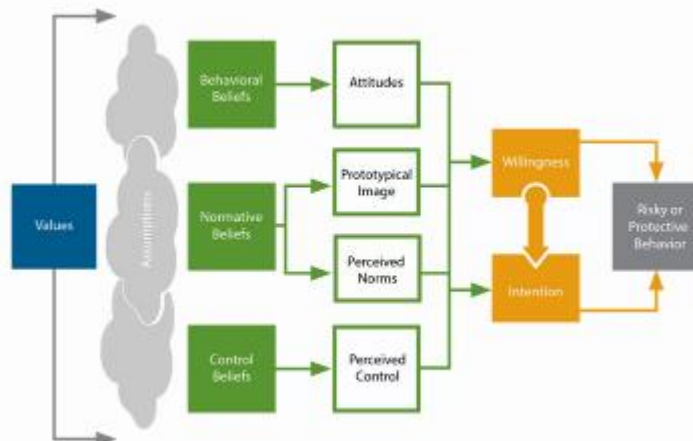 Values
Assumptions
Behavioral
Beliefs
Attitudes
Normative
Beliefs
Prototypical
Image
Perceived
Norms
Control
Beliefs
Perceived
Control
Willingness
Intention
Risky or
Protective
Behavior